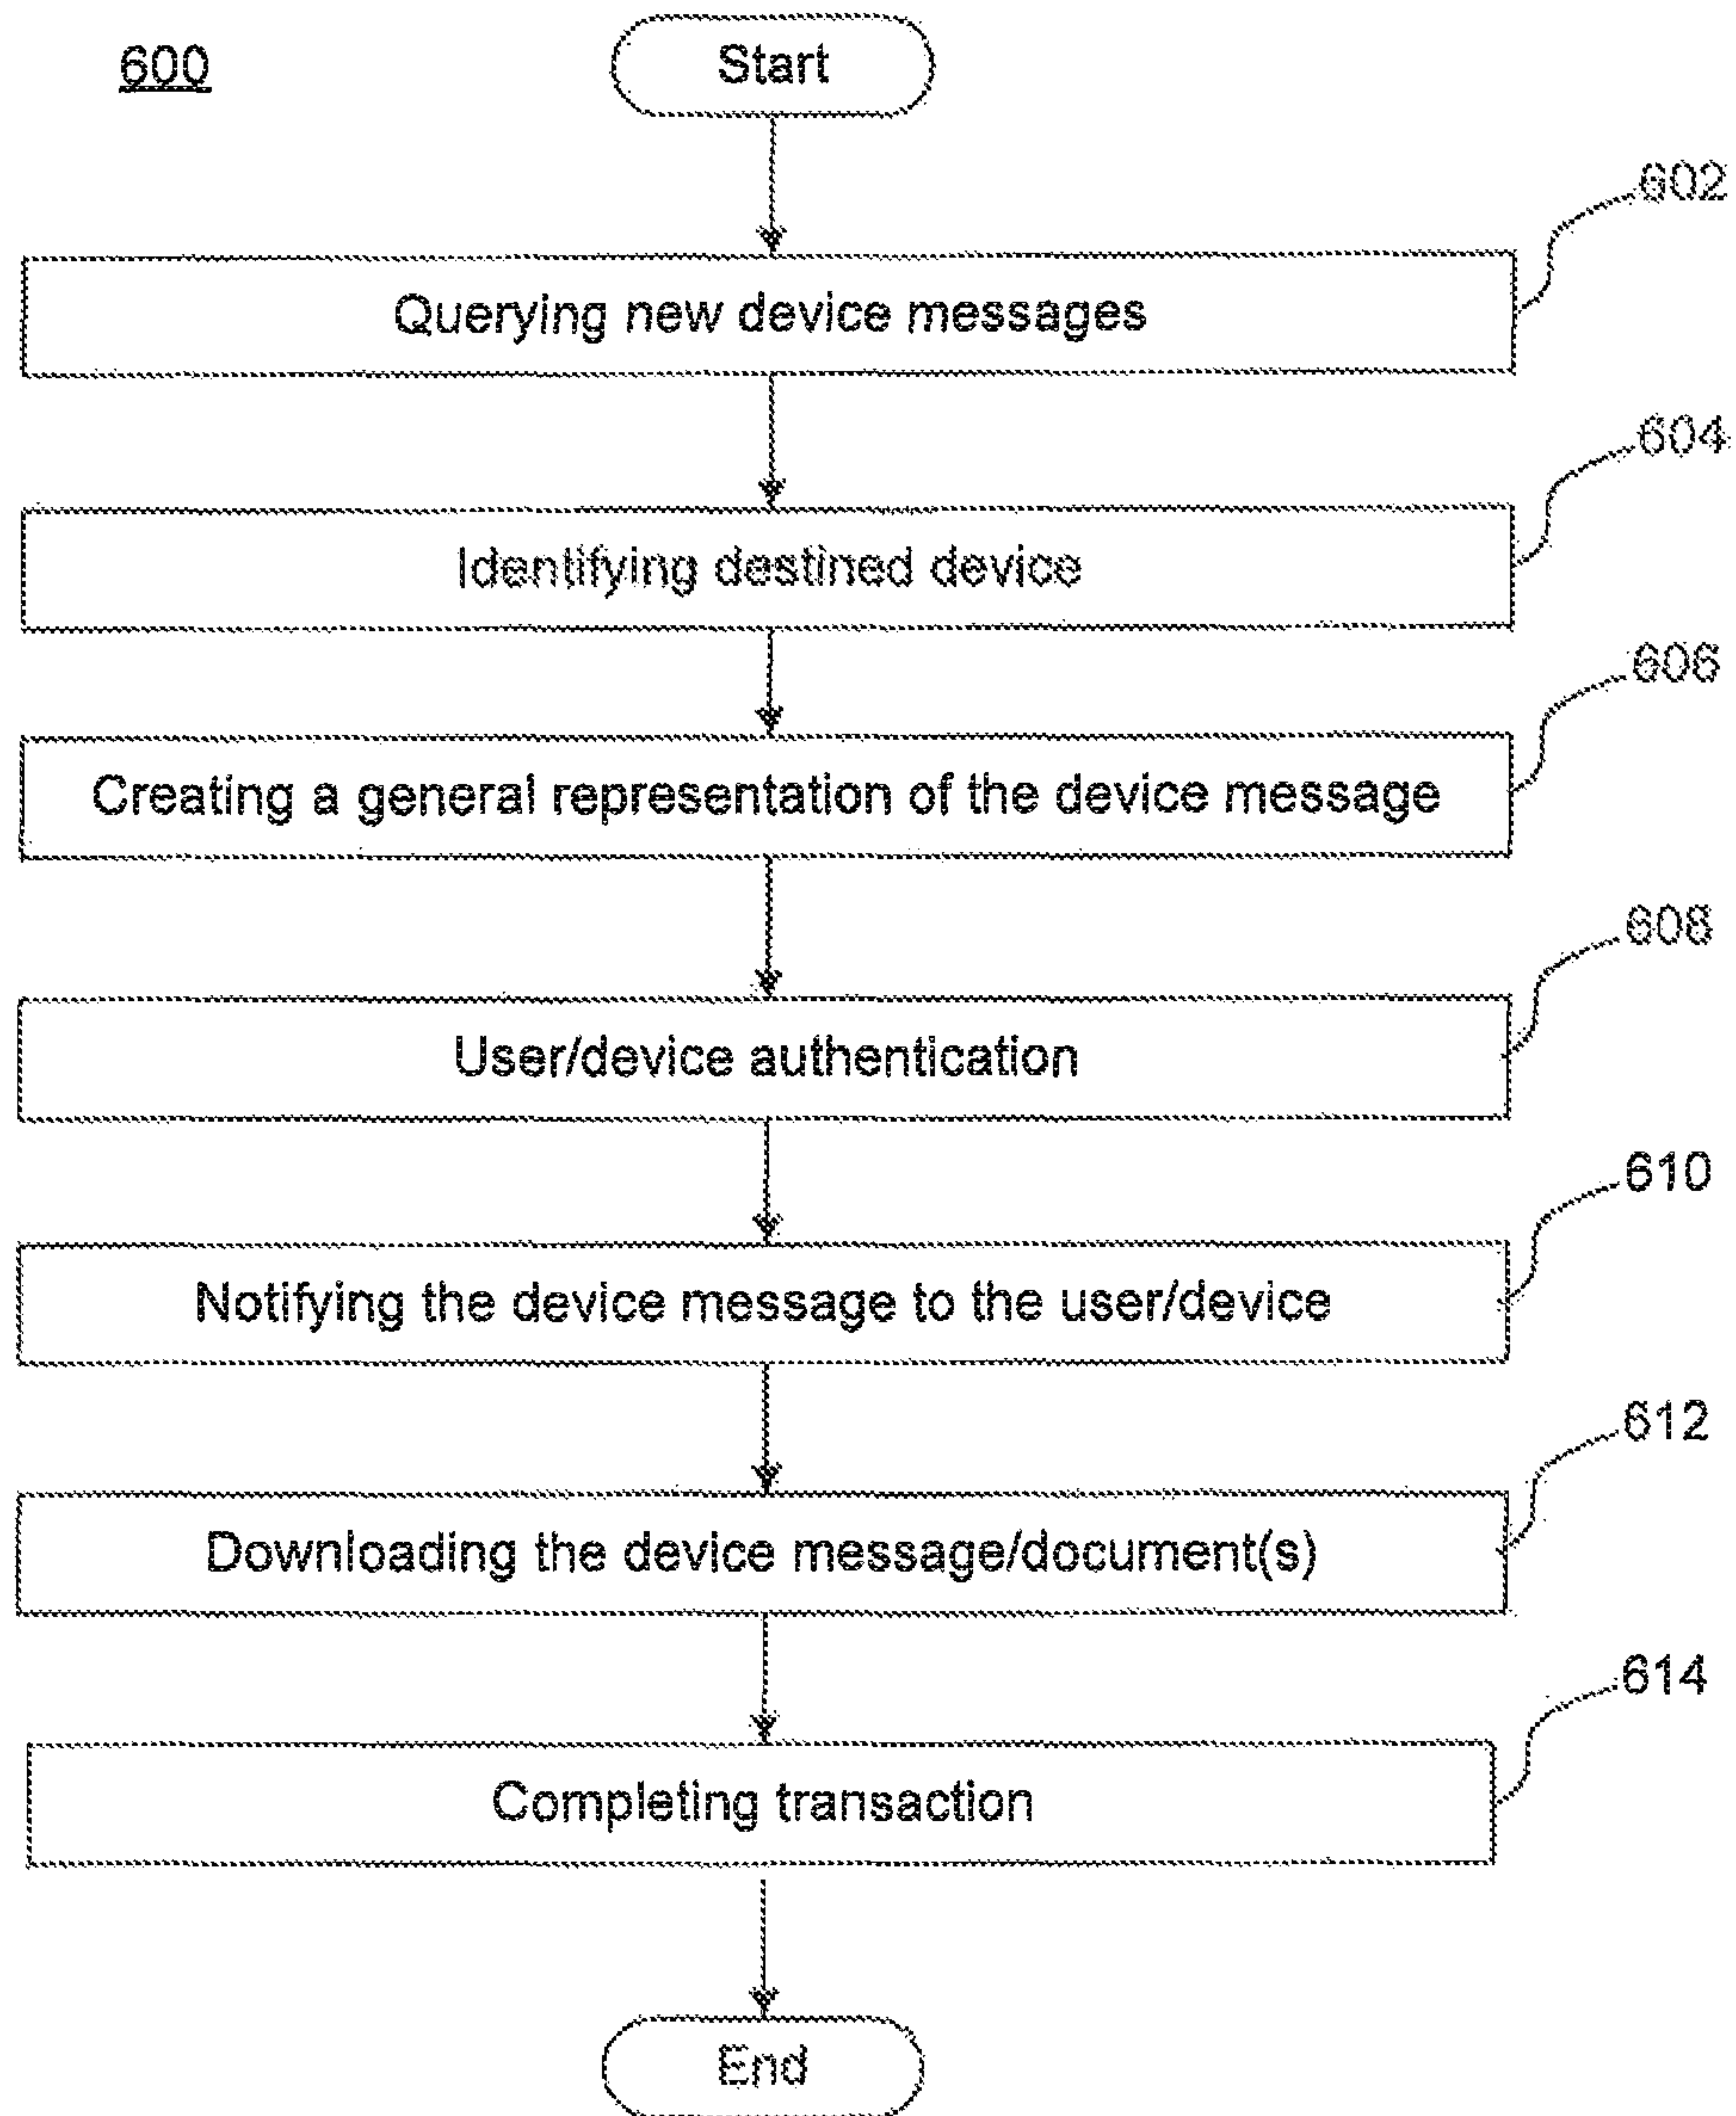 600
Start
602
Querying new device messages
604
Identifying destined device
606
Creating a general representation of the device message
608
User/device authentication
610
Notifying the device message to the user/device
612
Downloading the device message/document(s)
614
Completing transaction
End